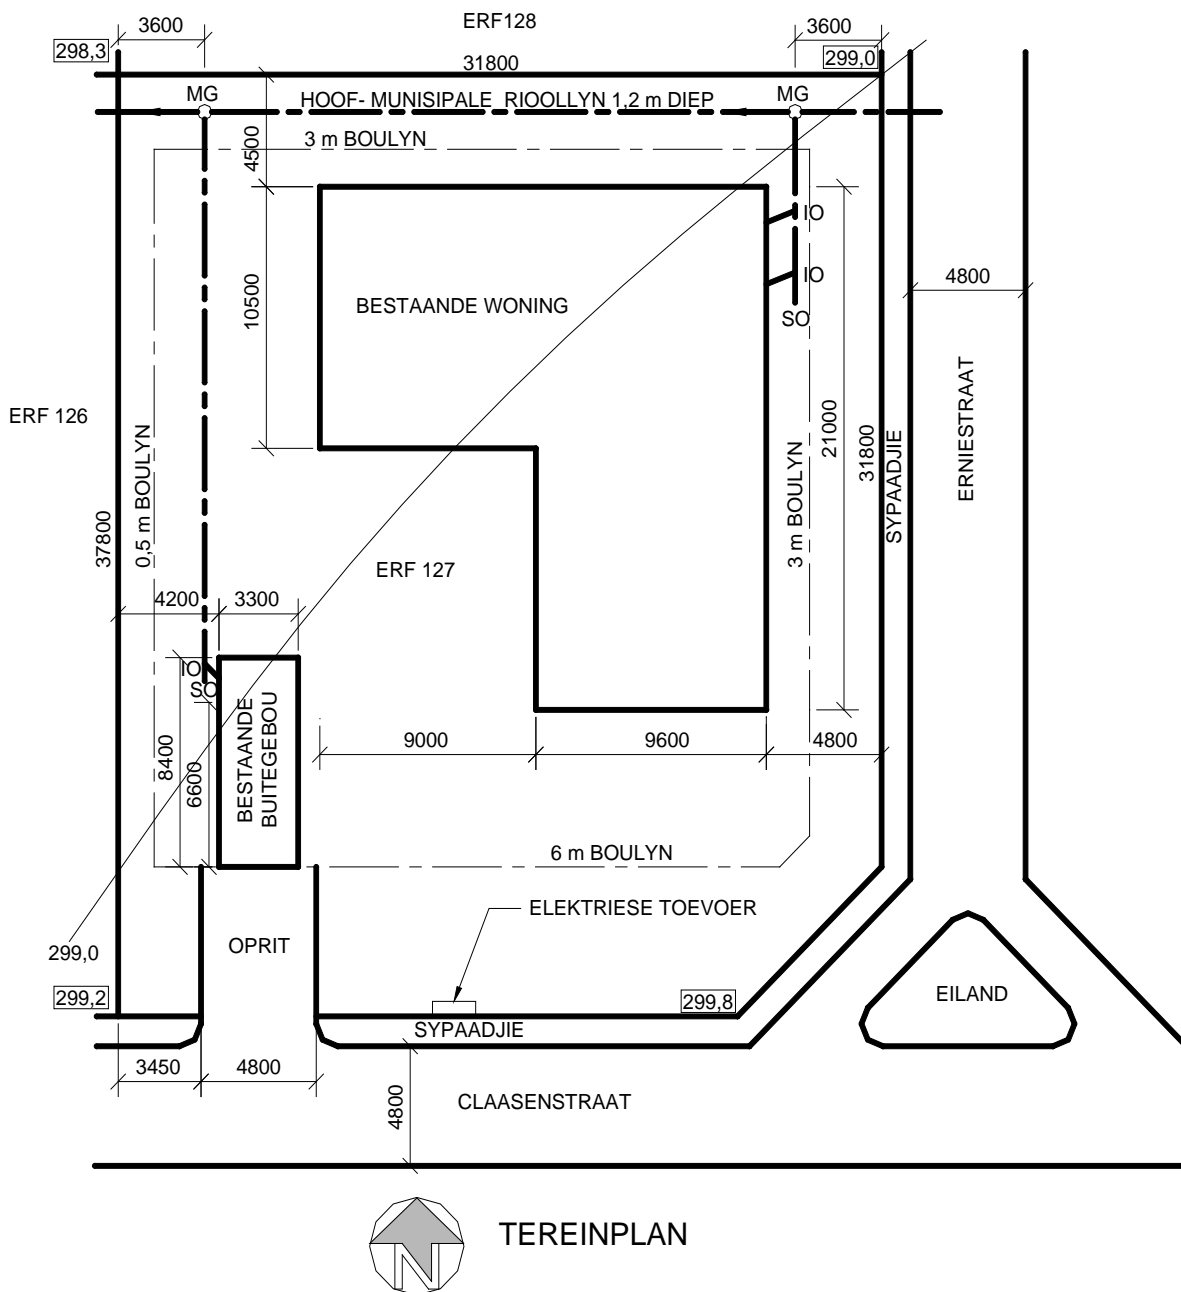 ERF128
3600
3600
298,3
299,0
31800
MG
HOOF- MUNISIPALE RIOOLLYN 1,2 m DIEP
MG
3 m BOULYN
4500
IO
IO
SO
4800
BESTAANDE WONING
10500
ERF 126
0,5 m BOULYN
37800
21000
31800
3 m BOULYN
SYPAADJIE
ERNIESTRAAT
ERF 127
4200
3300
IO
SO
8400
6600
BESTAANDE
BUITEGEBOU
9000
9600
4800
6 m BOULYN
ELEKTRIESE TOEVOER
299,0
OPRIT
299,2
299,8
EILAND
SYPAADJIE
3450
4800
4800
CLAASENSTRAAT
N
TEREINPLAN